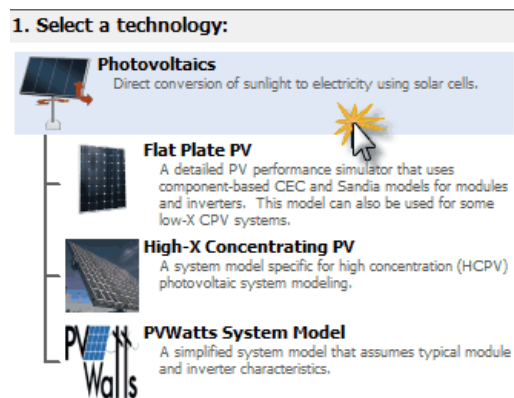 1. Select a technology:
Photovoltaics
Direct conversion of sunlight to electricity using solar cells.
Flat Plate PV
A detailed PV performance simulator that uses
component-based CEC and Sandia models for modules
and inverters. This model can also be used for some
low-X CPV systems.
High-X Concentrating PV
A system model specific for high concentration (HCPV)
photovoltaic system modeling.
PV
Watts
PVWatts System Model
A simplified system model that assumes typical module
and inverter characteristics.